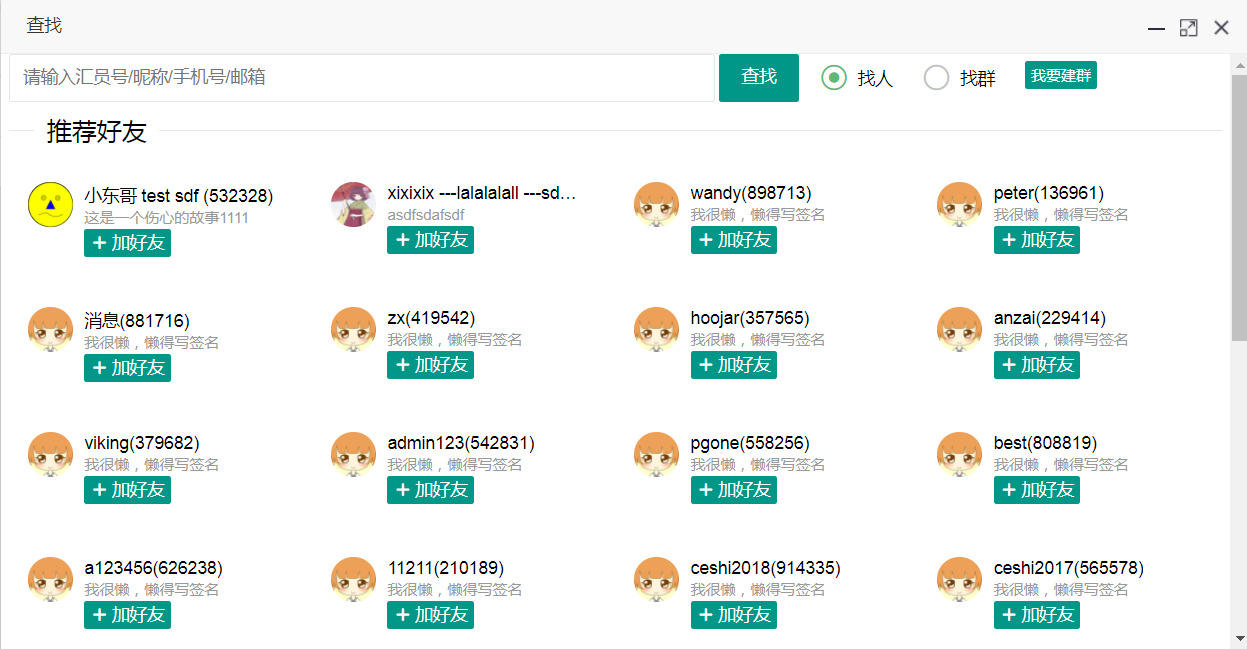 查找
请输入汇员号/昵称/手机号/邮箱
查找
找人
找群
我要建群
推荐好友
小东哥 test sdf (532328)
这是一个伤心的故事1111
+ 加好友
xixixix ---lalalalall ---sd...
asdfsdafsdf
+ 加好友
wandy(898713)
我很懒，懒得写签名
+ 加好友
peter(136961)
我很懒，懒得写签名
+ 加好友
消息(881716)
我很懒，懒得写签名
+ 加好友
zx(419542)
我很懒，懒得写签名
+ 加好友
hoojar(357565)
我很懒，懒得写签名
+ 加好友
anzai(229414)
我很懒，懒得写签名
+ 加好友
viking(379682)
我很懒，懒得写签名
+ 加好友
admin123(542831)
我很懒，懒得写签名
+ 加好友
pgone(558256)
我很懒，懒得写签名
+ 加好友
best(808819)
我很懒，懒得写签名
+ 加好友
a123456(626238)
我很懒，懒得写签名
+ 加好友
11211(210189)
我很懒，懒得写签名
+ 加好友
ceshi2018(914335)
我很懒，懒得写签名
+ 加好友
ceshi2017(565578)
我很懒，懒得写签名
+ 加好友